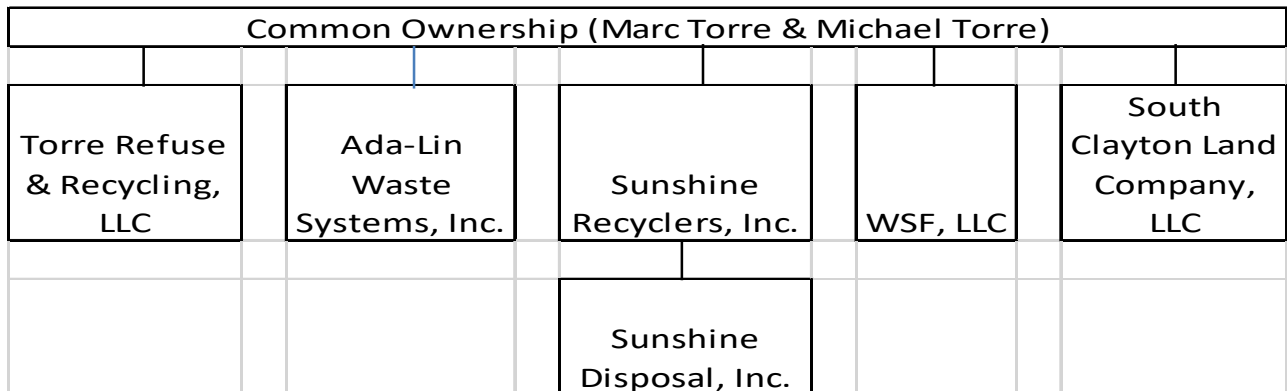 Common Ownership (Marc Torre & Michael Torre)
Torre Refuse
& Recycling,
LLC
Ada-Lin
Waste
Systems, Inc.
Sunshine
Recyclers, Inc.
WSF, LLC
South
Clayton Land
Company,
LLC
Sunshine
Disposal, Inc.